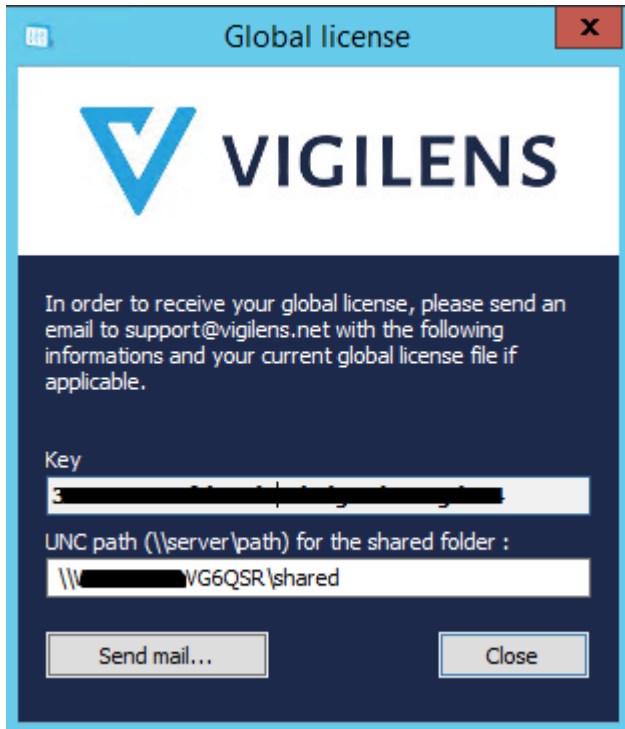 Global license
VIGILENS
In order to receive your global license, please send an
email to support@vigilens.net with the following
informations and your current global license file if
applicable.
Key
UNC path (\\server\path) for the shared folder :
G6QSR\shared
Send mail...
Close